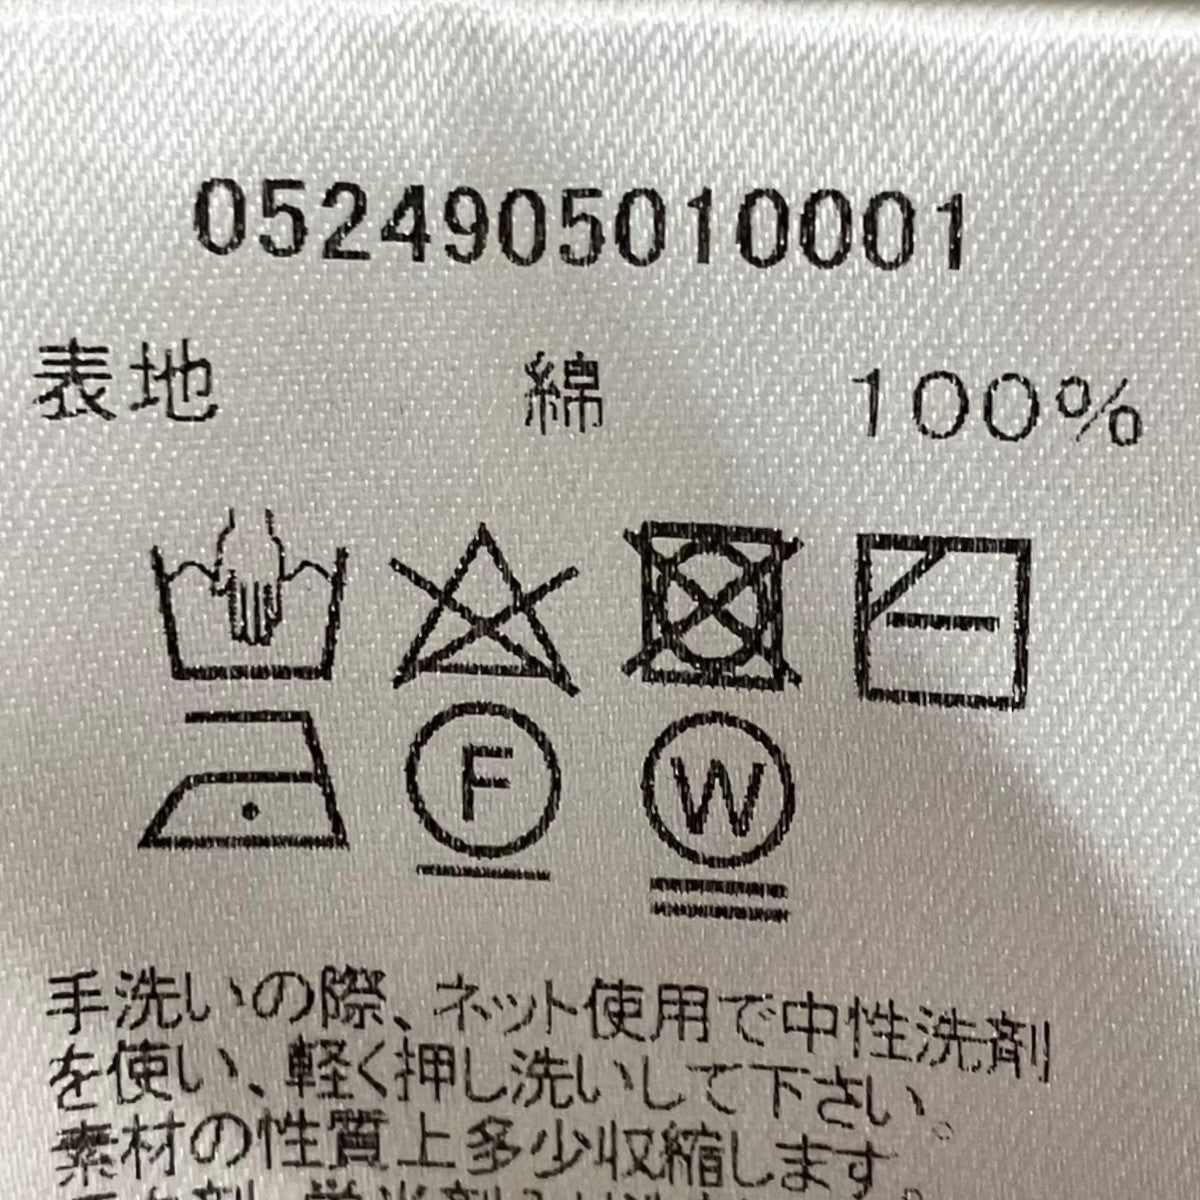 0524905010001
表地 綿 100%
F W
手洗いの際、ネット使用で中性洗剤
を使い、軽く押し洗いして下さい。
素材の性質上多少収縮します。